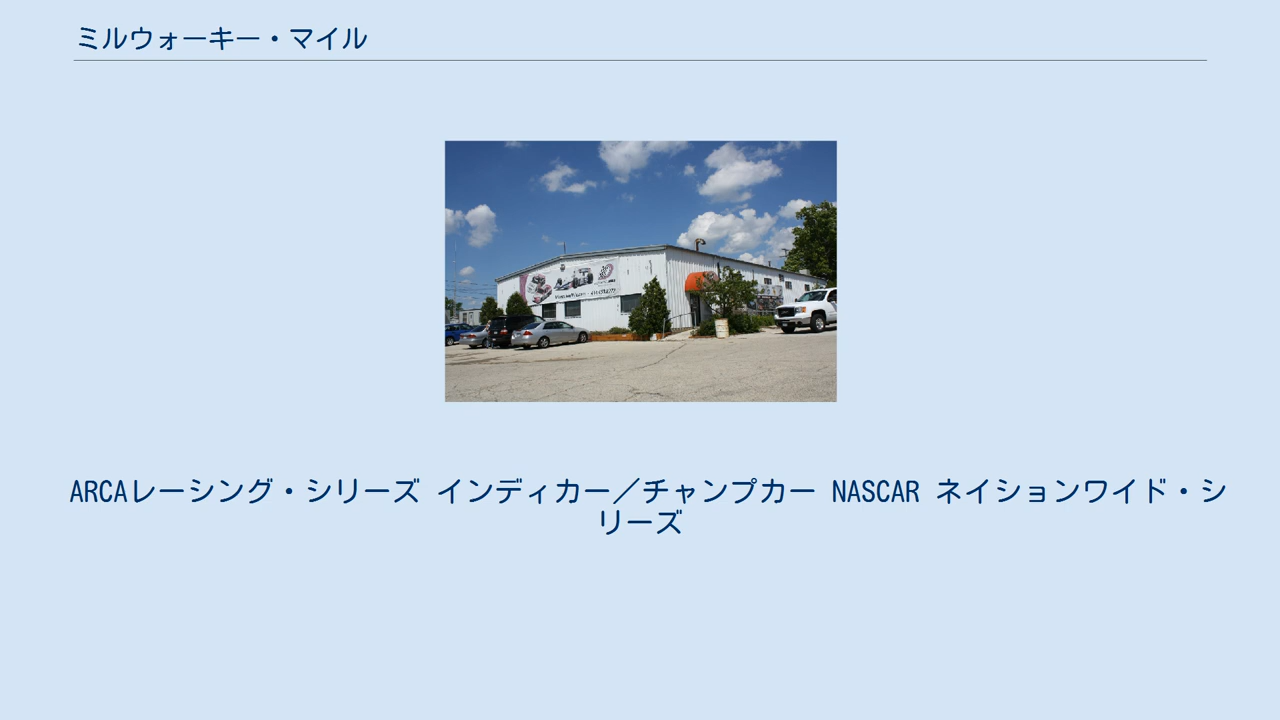 ミルウォーキー・マイル
ARCAレーシング・シリーズ インディカー／チャンプカー NASCAR ネイションワイド・シ
リーズ